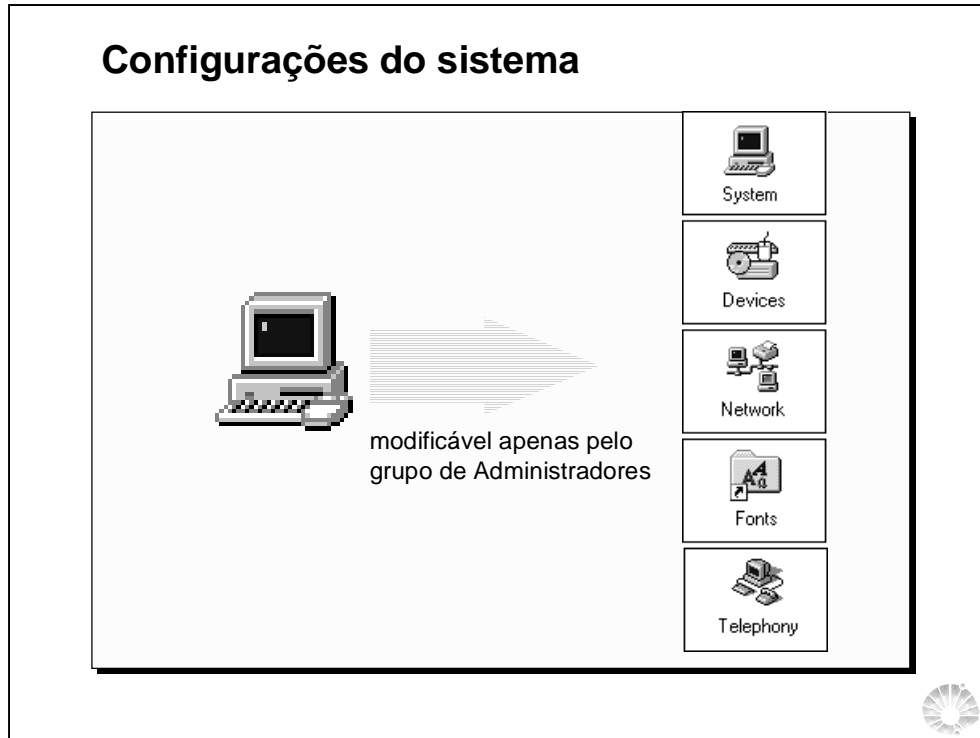 Configurações do sistema
System
Devices
Network
modificável apenas pelo
grupo de Administradores
Fonts
Telephony